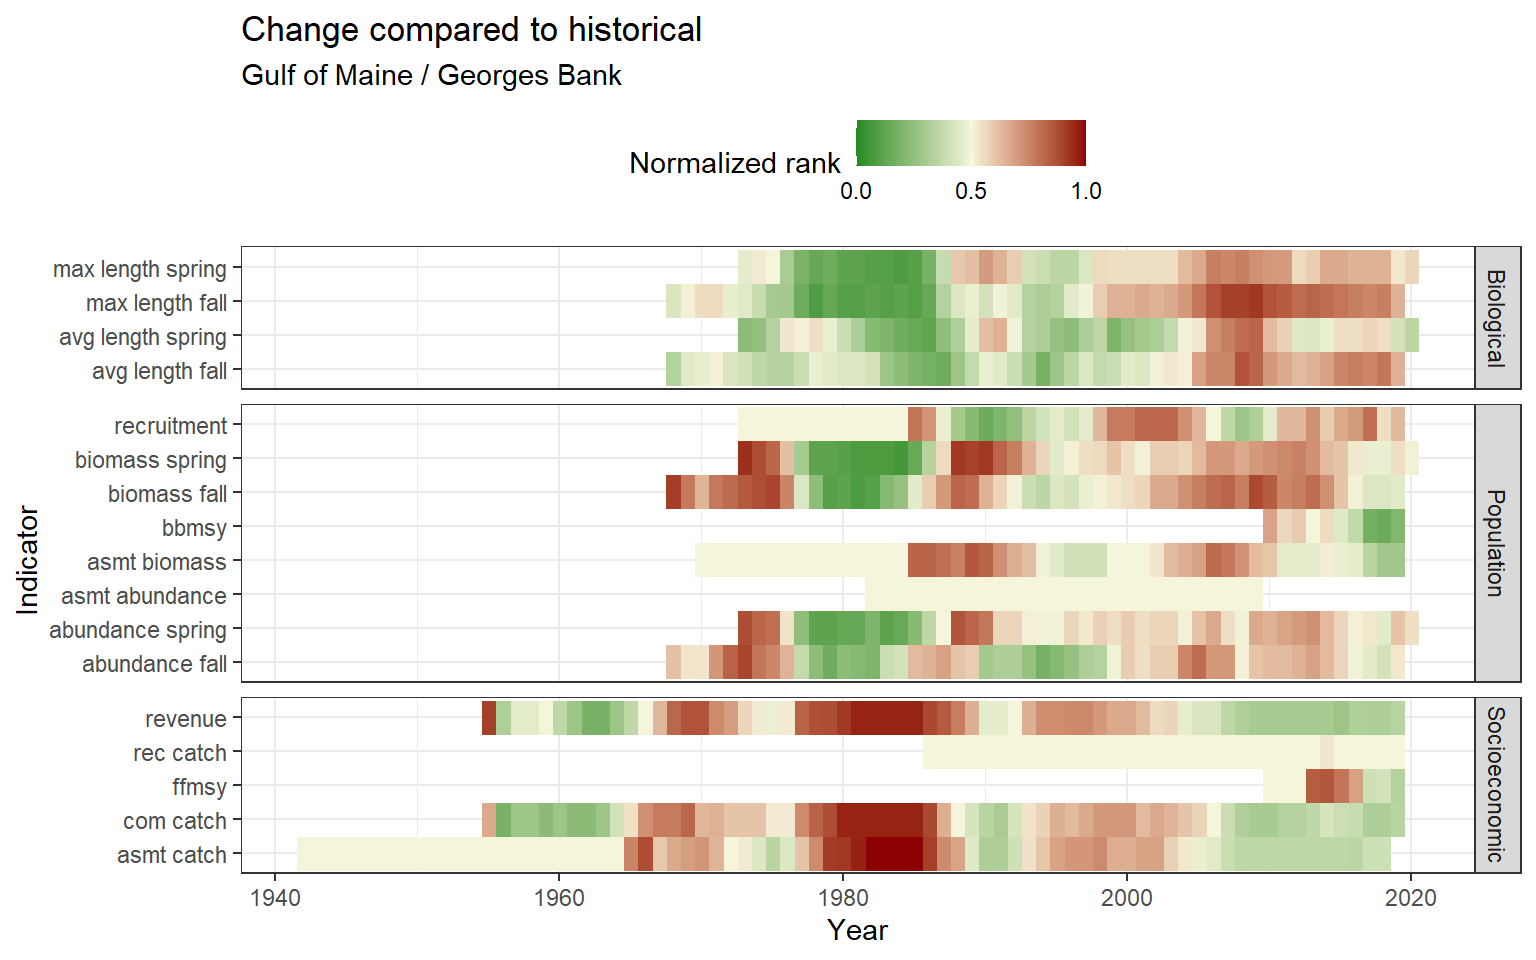 Change compared to historical
Gulf of Maine / Georges Bank
Normalized rank
0.0 0.5 1.0
Indicator
max length spring
max length fall
avg length spring
avg length fall
Biological
recruitment
biomass spring
biomass fall
bbmsy
asmt biomass
asmt abundance
abundance spring
abundance fall
Population
revenue
rec catch
ffmsy
com catch
asmt catch
Socioeconomic
1940 1960 1980 2000 2020
Year